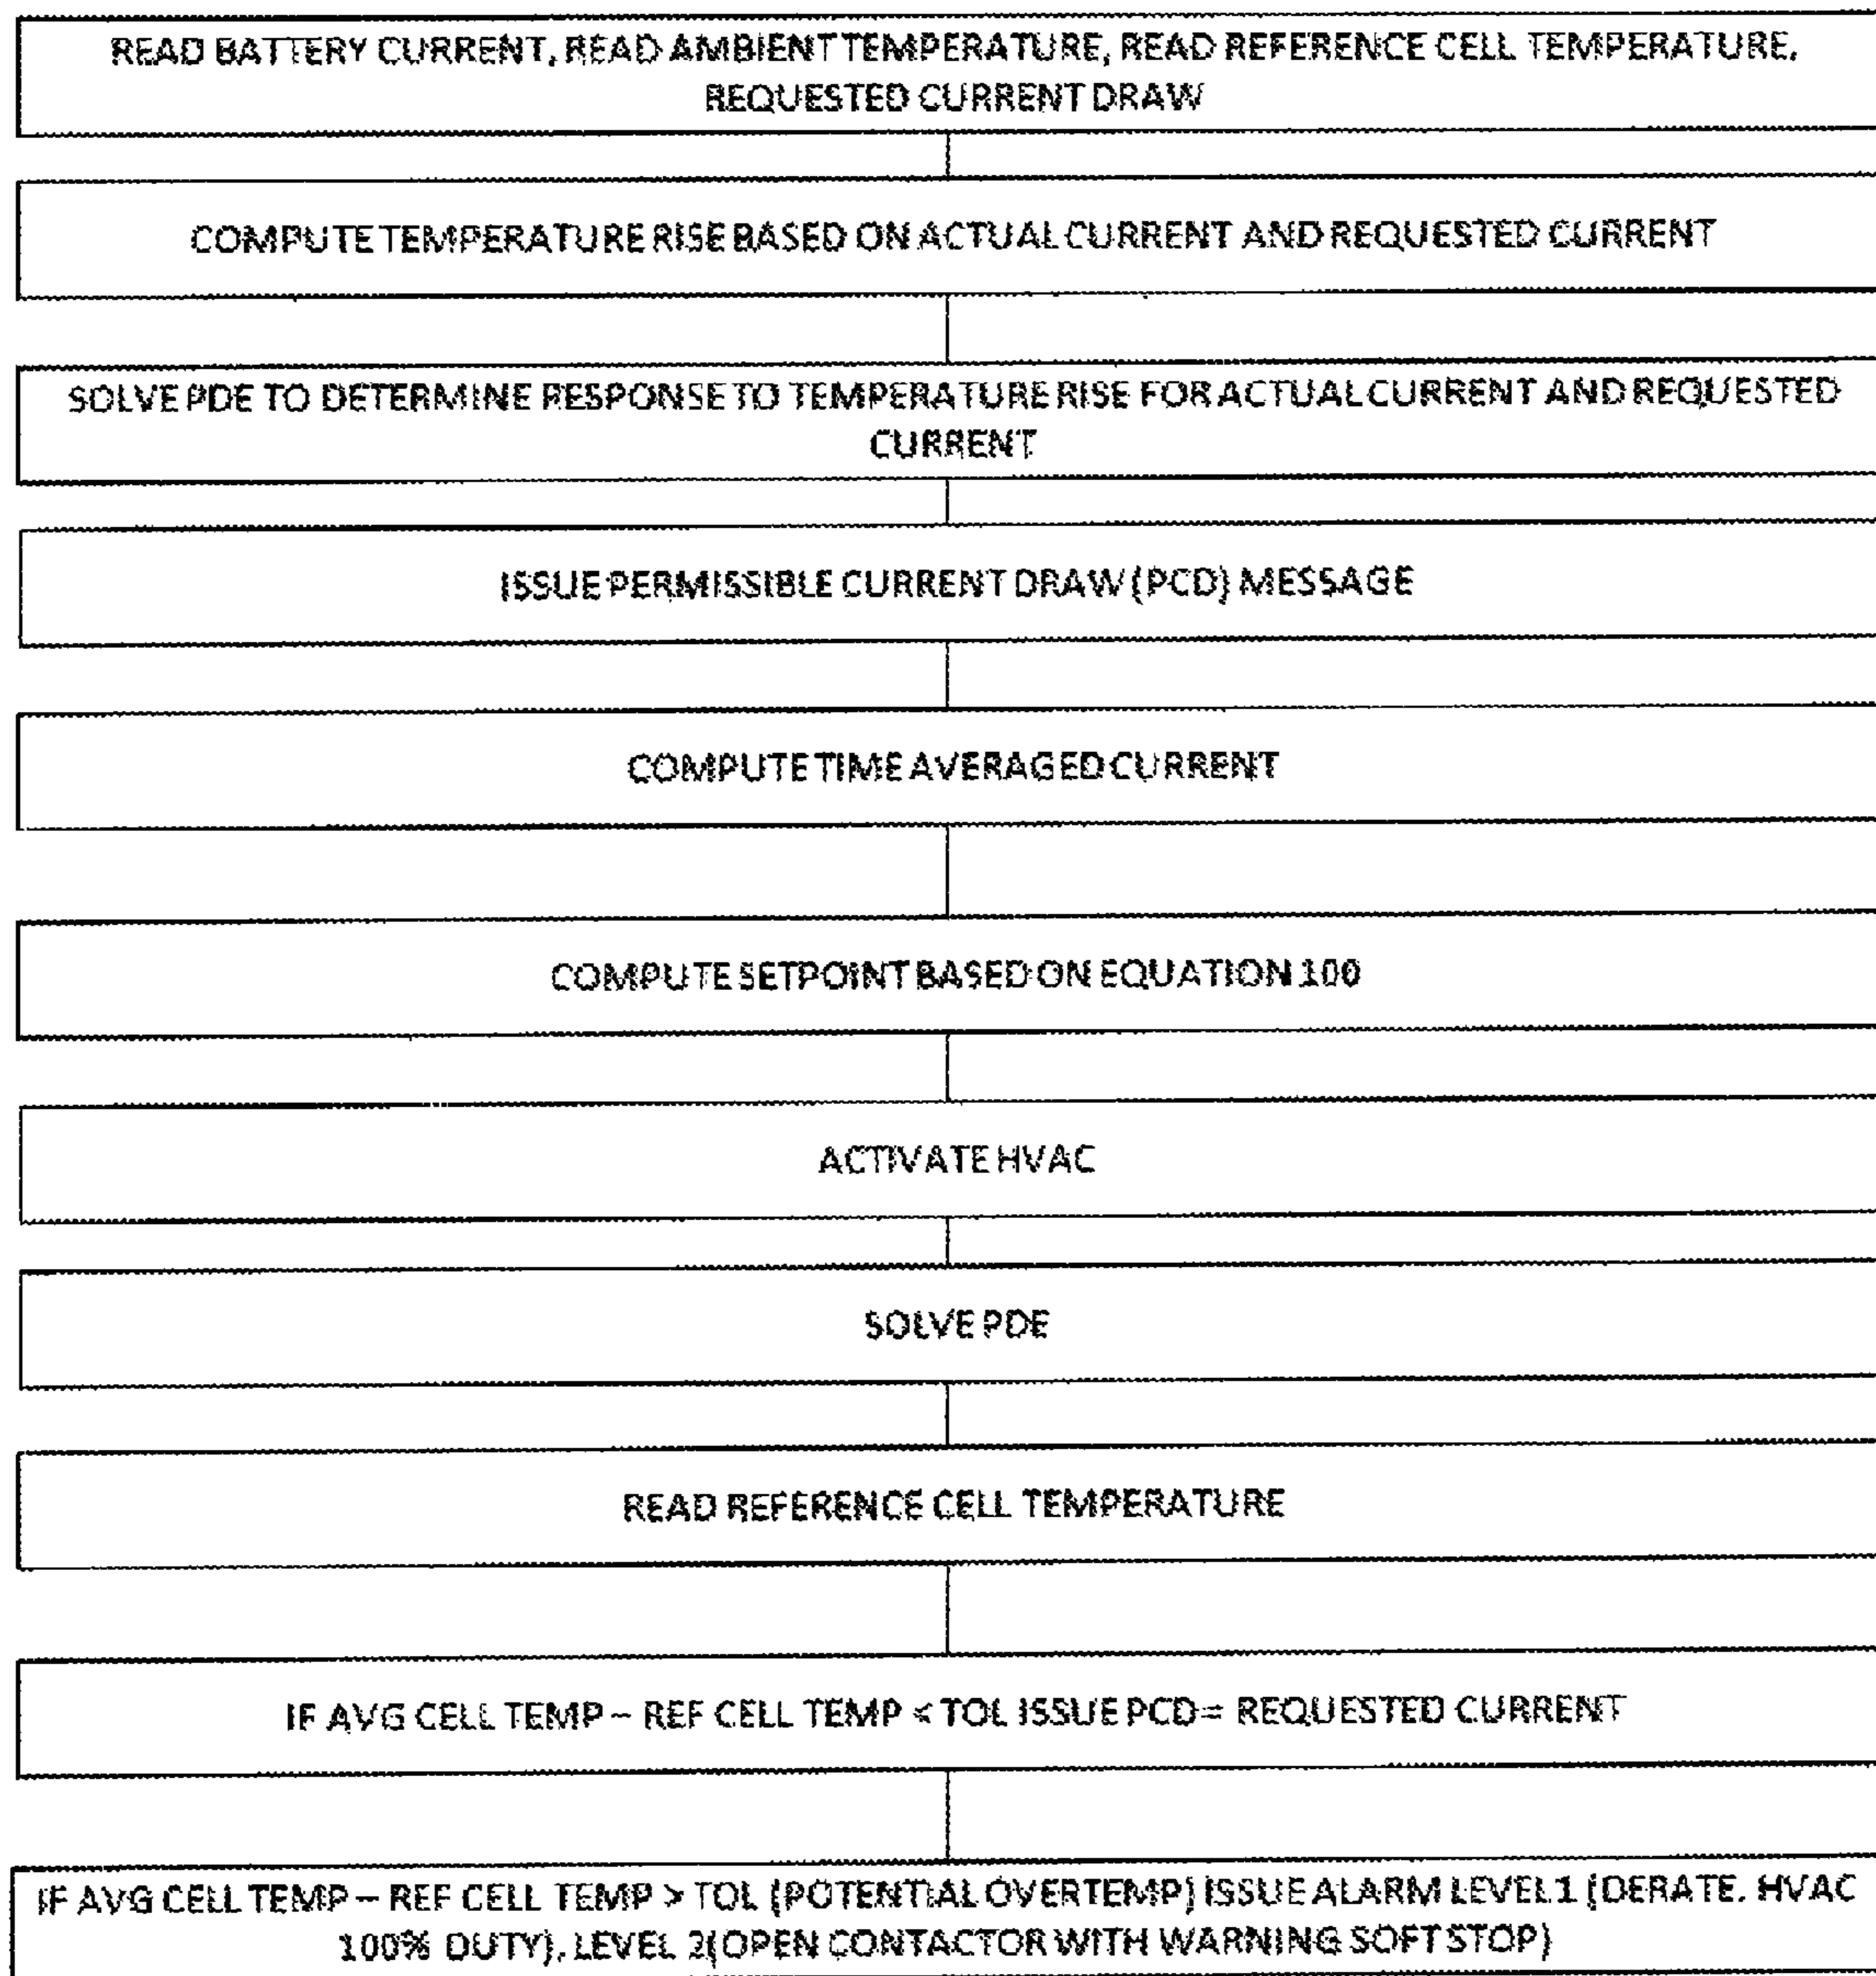 READ BATTERY CURRENT, READ AMBIENT TEMPERATURE, READ REFERENCE CELL TEMPERATURE,
REQUESTED CURRENT DRAW
COMPUTE TEMPERATURE RISE BASED ON ACTUAL CURRENT AND REQUESTED CURRENT
SOLVE PDE TO DETERMINE RESPONSE TO TEMPERATURE RISE FOR ACTUAL CURRENT AND REQUESTED
CURRENT
ISSUE PERMISSIBLE CURRENT DRAW (PCD) MESSAGE
COMPUTE TIME AVERAGED CURRENT
COMPUTE SETPOINT BASED ON EQUATION 100
ACTIVATE HVAC
SOLVE PDE
READ REFERENCE CELL TEMPERATURE
IF AVG CELL TEMP – REF CELL TEMP < TOL ISSUE PCD = REQUESTED CURRENT
IF AVG CELL TEMP – REF CELL TEMP > TOL (POTENTIAL OVERTEMP) ISSUE ALARM LEVEL 1 (DERATE. HVAC
100% DUTY). LEVEL 2(OPEN CONTACTOR WITH WARNING SOFT STOP)